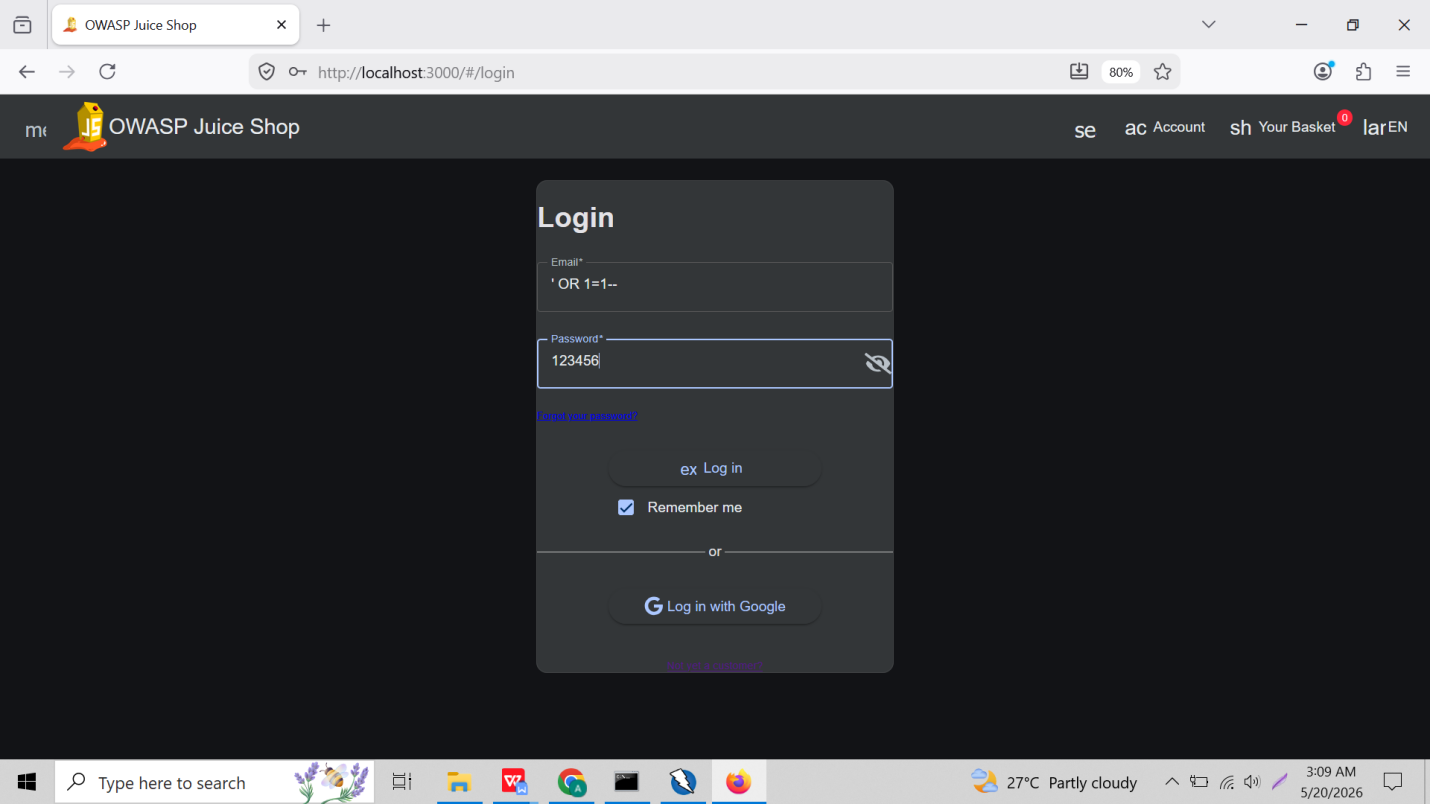 OWASP Juice Shop
http://localhost:3000/#/login
80%
me
JS
OWASP Juice Shop
se
ac Account
sh Your Basket
0
lar EN
Login
Email*
' OR 1=1--
Password*
123456
Forgot your password?
ex Log in
Remember me
or
G Log in with Google
Type here to search
27°C Partly cloudy
3:09 AM
5/20/2026